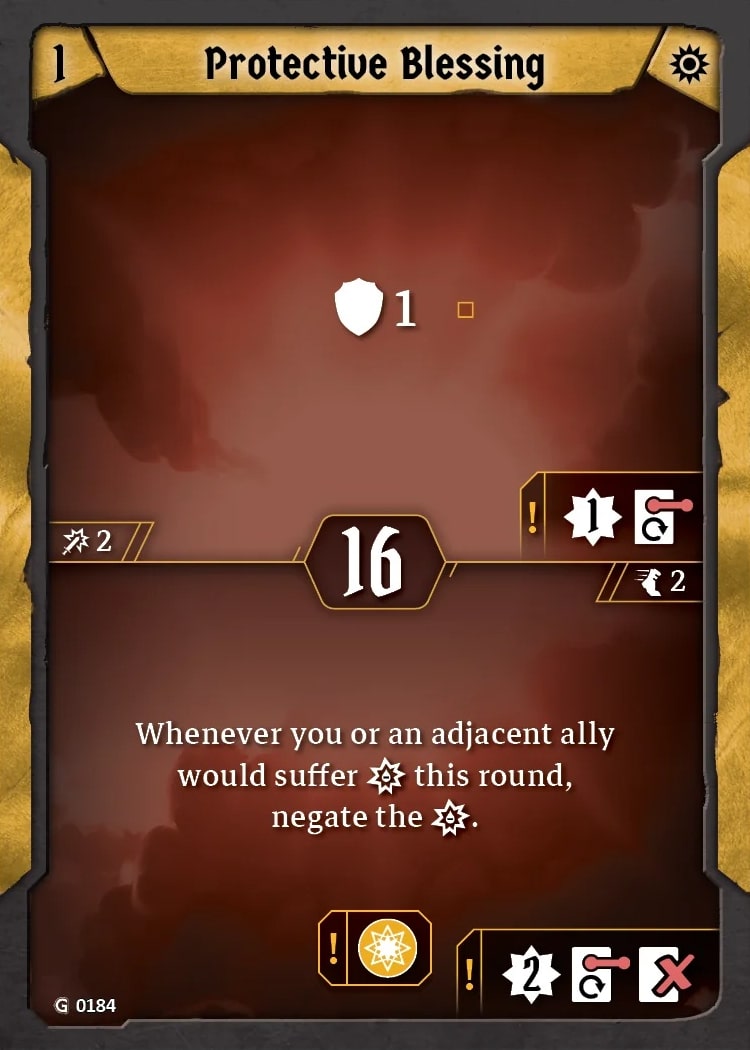 1 Protective Blessing
1
! 1
2
16
2
Whenever you or an adjacent ally
would suffer this round,
negate the .
! ! 2
G 0184